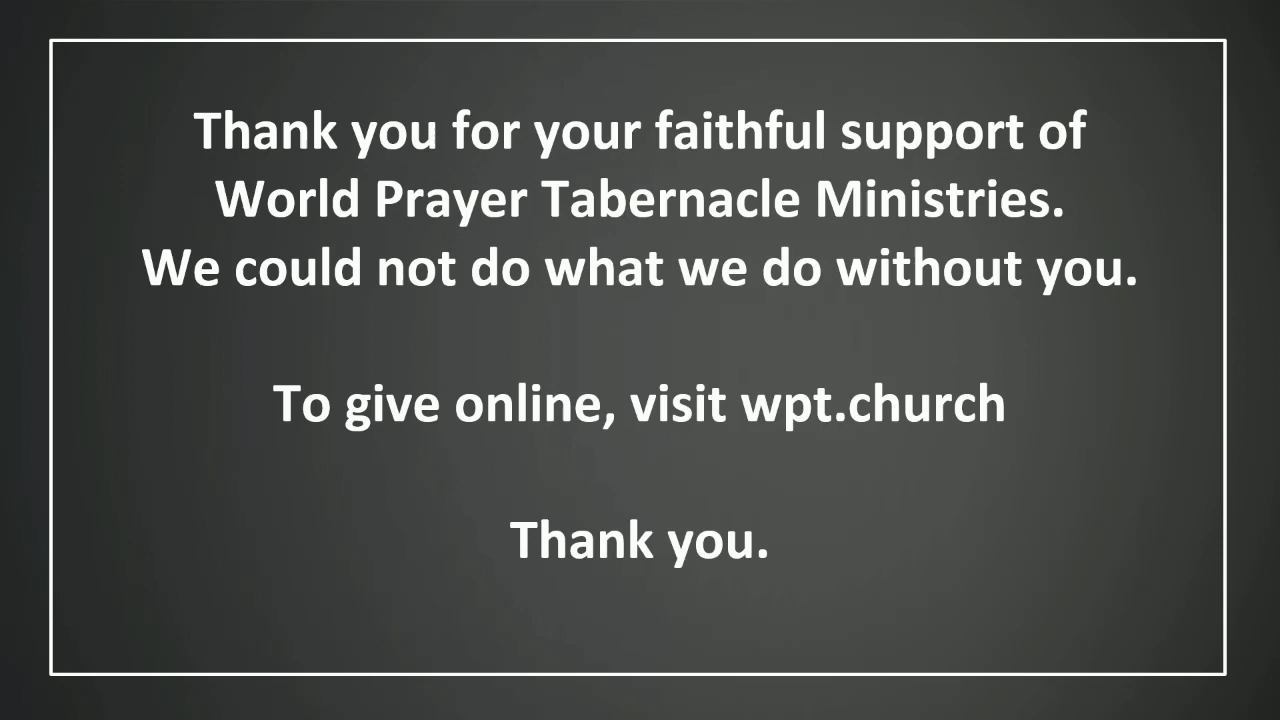 Thank you for your faithful support of
World Prayer Tabernacle Ministries.
We could not do what we do without you.
To give online, visit wpt.church
Thank you.